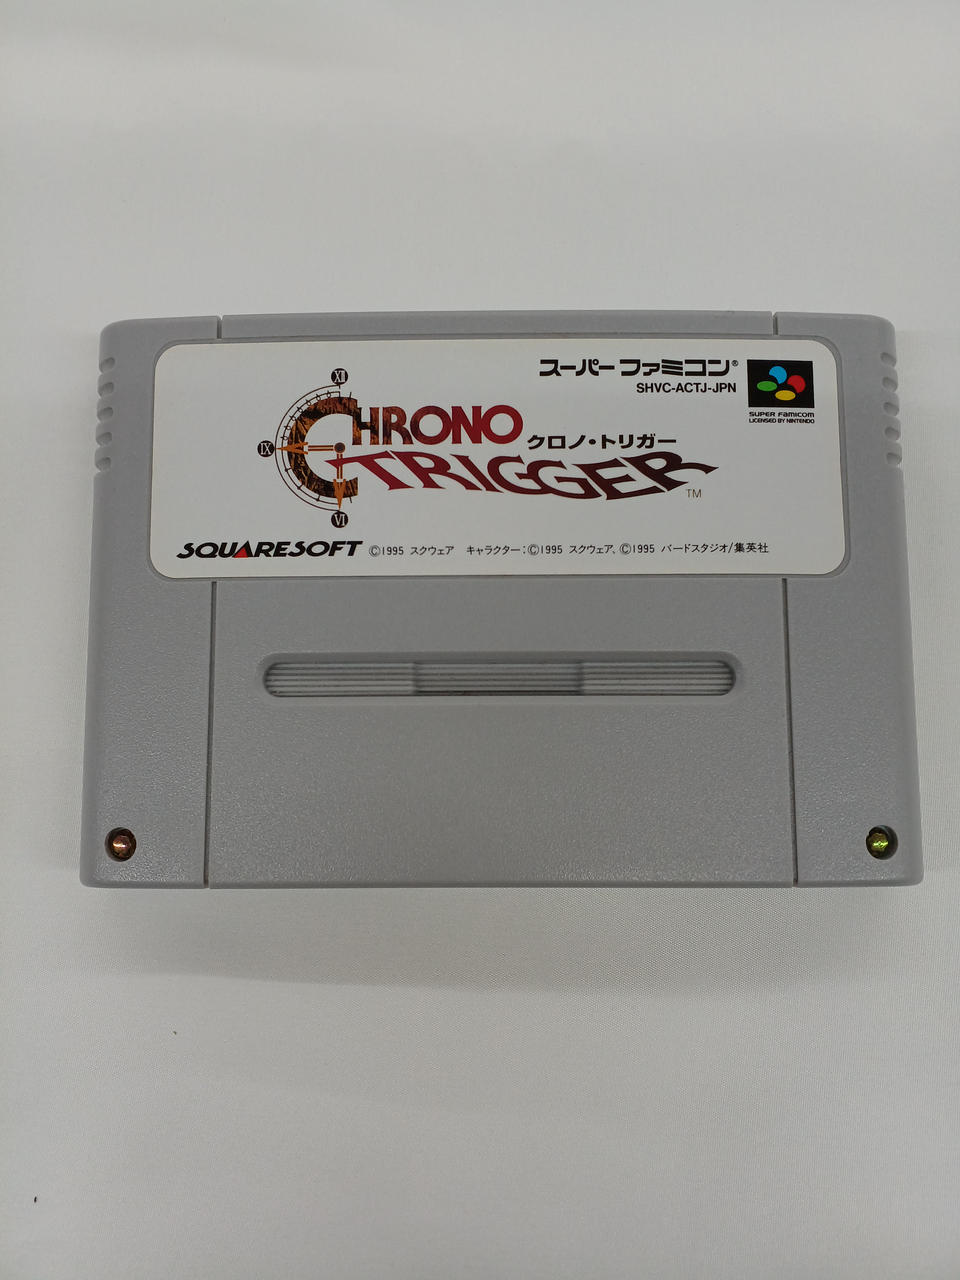 スーパーファミコン®
SHVC-ACTJ-JPN
SUPER FAMICOM
LICENSED BY NINTENDO
XII
IX
VI
CHRONO
クロノ・トリガー
TRIGGER™
SQUARESOFT ©1995 スクウェア キャラクター:©1995 スクウェア、©1995 バードスタジオ/集英社